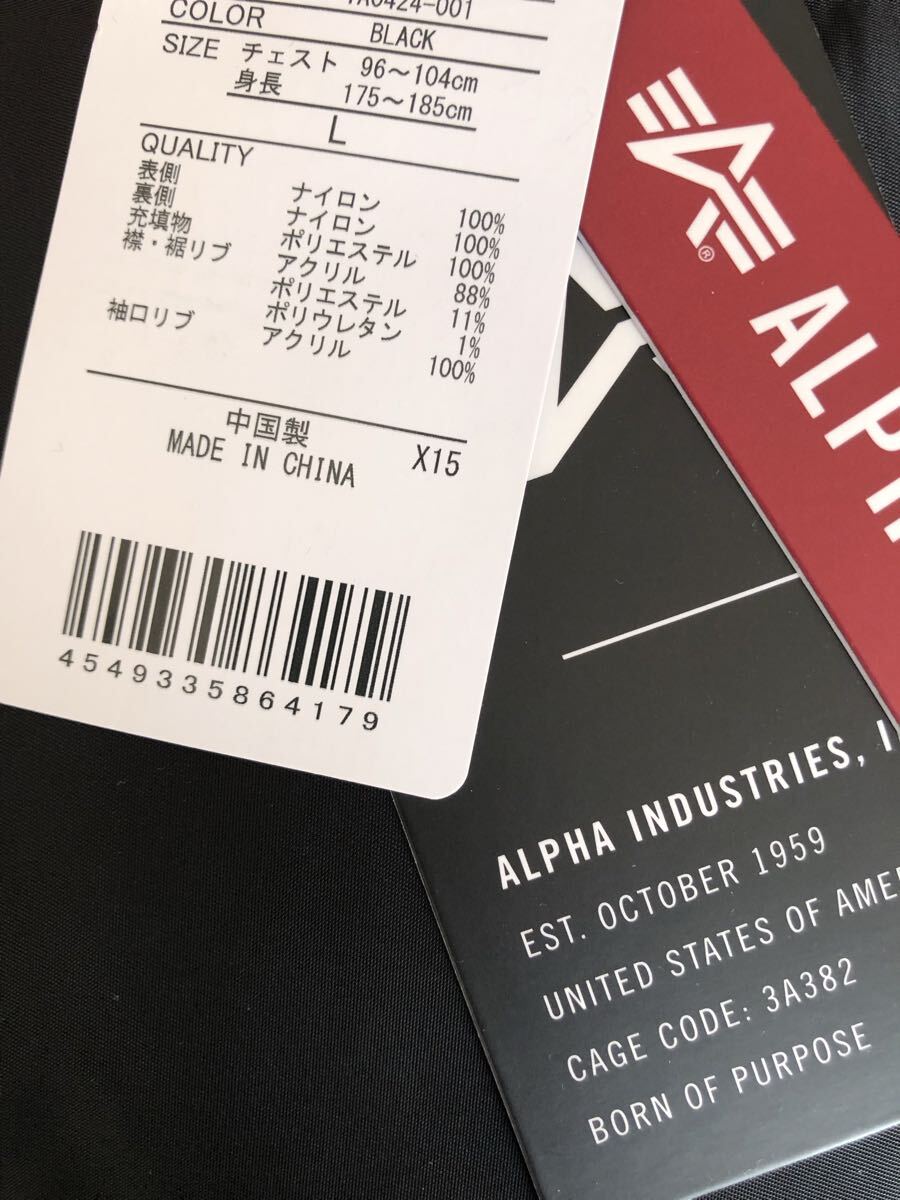 COLOR BLACK
SIZE チェスト 96～104cm
身長 175～185cm
L
QUALITY
表側 ナイロン 100%
裏側 ナイロン 100%
充填物 ポリエステル 100%
襟・裾リブ アクリル 88%
ポリエステル 11%
ポリウレタン 1%
袖口リブ アクリル 100%
中国製
MADE IN CHINA X15
4549335864179
®
ALPH
ALPHA INDUSTRIES, I
EST. OCTOBER 1959
UNITED STATES OF AME
CAGE CODE: 3A382
BORN OF PURPOSE